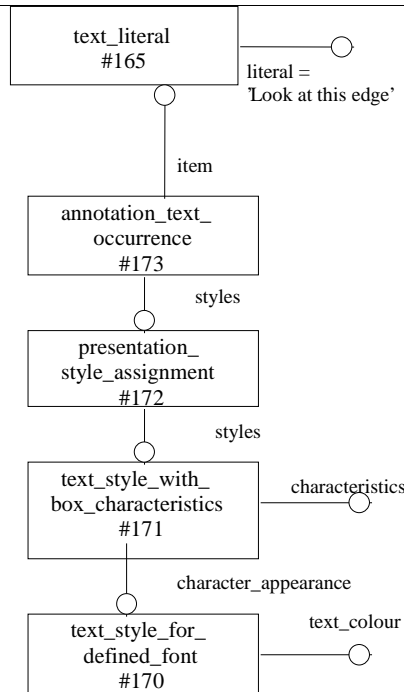 text_literal
#165
literal =
'Look at this edge'
item
annotation_text_
occurrence
#173
styles
presentation_
style_assignment
#172
styles
text_style_with_
box_characteristics
#171
characteristics
character_appearance
text_style_for_
defined_font
#170
text_colour